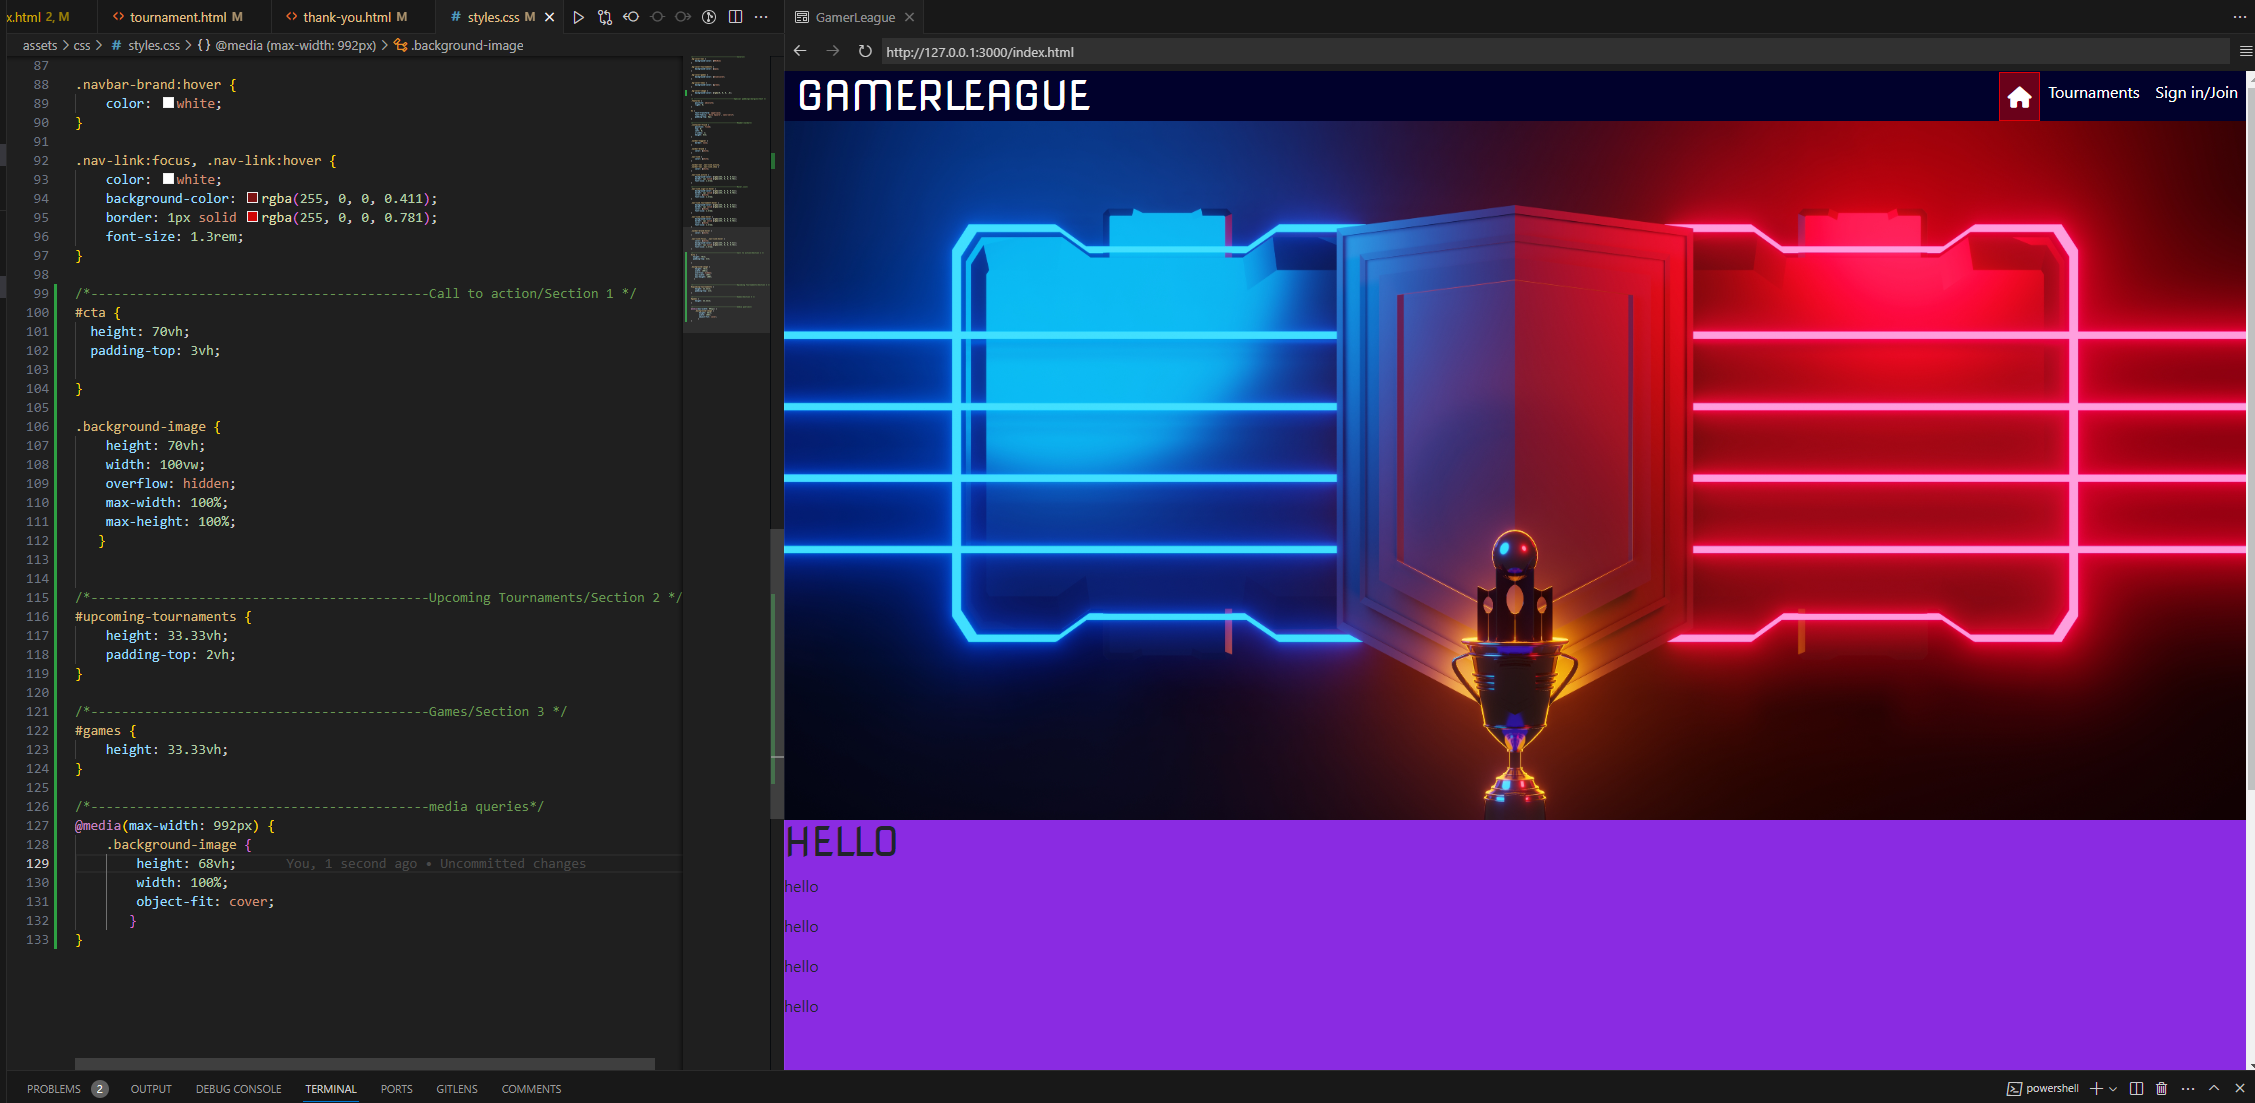 x.html 2, M
tournament.html M
thank-you.html M
styles.css M
GamerLeague
assets > css > # styles.css > {} @media (max-width: 992px) > .background-image
http://127.0.0.1:3000/index.html
87
88 .navbar-brand:hover {
89 color: white;
90 }
91
92 .nav-link:focus, .nav-link:hover {
93 color: white;
94 background-color: rgba(255, 0, 0, 0.411);
95 border: 1px solid rgba(255, 0, 0, 0.781);
96 font-size: 1.3rem;
97 }
98
99 /*--------------------------------------------Call to action/Section 1 */
100 #cta {
101 height: 70vh;
102 padding-top: 3vh;
103
104 }
105
106 .background-image {
107 height: 70vh;
108 width: 100vw;
109 overflow: hidden;
110 max-width: 100%;
111 max-height: 100%;
112 }
113
114
115 /*--------------------------------------------Upcoming Tournaments/Section 2 */
116 #upcoming-tournaments {
117 height: 33.33vh;
118 padding-top: 2vh;
119 }
120
121 /*--------------------------------------------Games/Section 3 */
122 #games {
123 height: 33.33vh;
124 }
125
126 /*--------------------------------------------media queries*/
127 @media(max-width: 992px) {
128 .background-image {
129 height: 68vh; You, 1 second ago • Uncommitted changes
130 width: 100%;
131 object-fit: cover;
132 }
133 }
GAMERLEAGUE
Tournaments
Sign in/Join
HELLO
hello
hello
hello
hello
PROBLEMS 2 OUTPUT DEBUG CONSOLE TERMINAL PORTS GITLENS COMMENTS
powershell